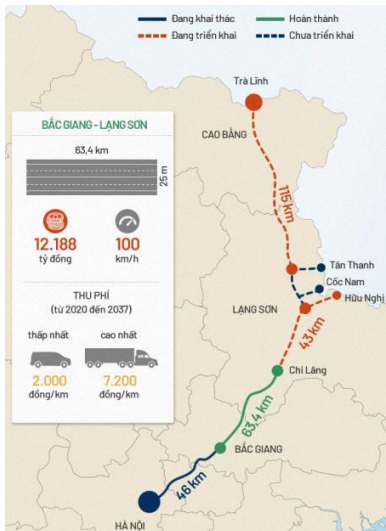 Đang khai thác
Hoàn thành
Đang triển khai
Chưa triển khai
Trà Lĩnh
CAO BẰNG
BẮC GIANG - LẠNG SƠN
63,4 km
25 m
12.188
tỷ đồng
100
km/h
THU PHÍ
(từ 2020 đến 2037)
thấp nhất
cao nhất
2.000
đồng/km
7.200
đồng/km
115 km
Tân Thanh
Cốc Nam
Hữu Nghị
LẠNG SƠN
43 km
Chi Lăng
63,4 km
BẮC GIANG
46 km
HÀ NỘI